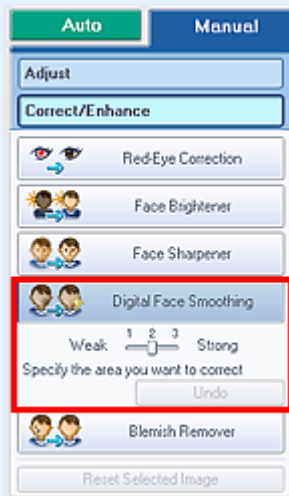 Auto Manual
Adjust
Correct/Enhance
Red-Eye Correction
Face Brightener
Face Sharpener
Digital Face Smoothing
1 2 3
Weak Strong
Specify the area you want to correct
Undo
Blemish Remover
Reset Selected Image